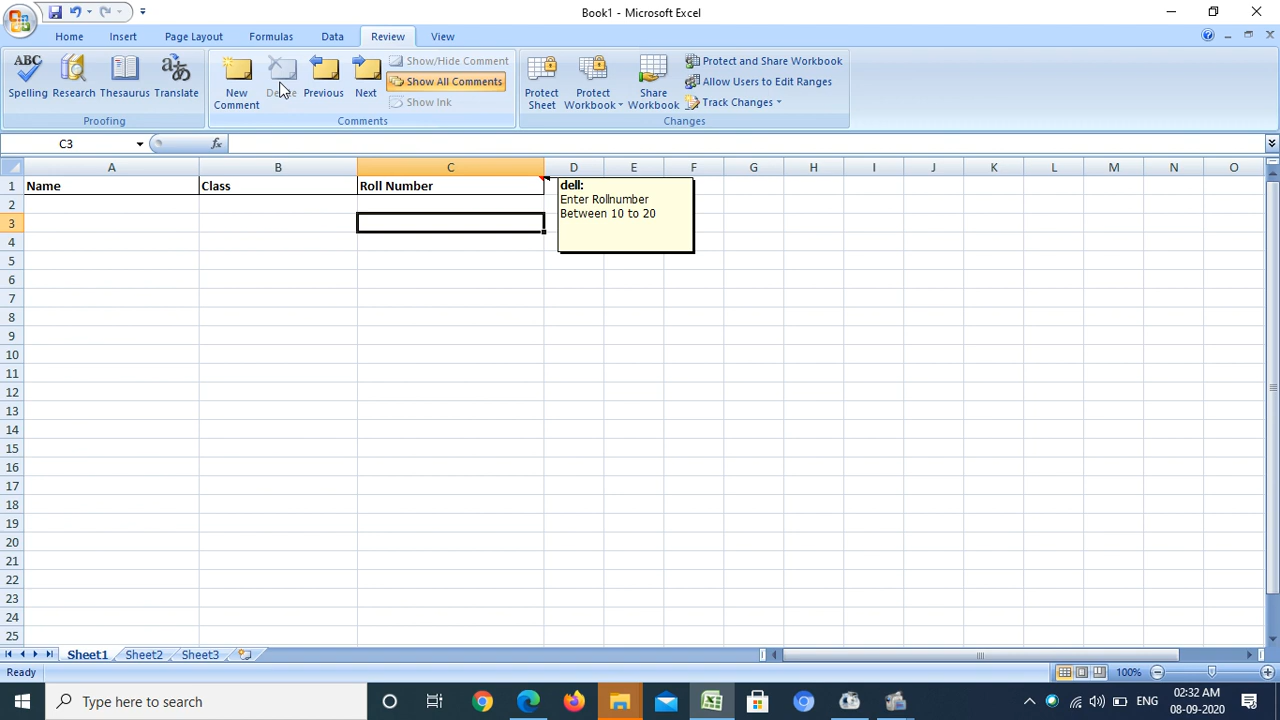 Book1 - Microsoft Excel
Home Insert Page Layout Formulas Data Review View
ABC
Spelling Research Thesaurus Translate
New Comment Delete Previous Next
Show/Hide Comment
Show All Comments
Show Ink
Protect Sheet Protect Workbook Share Workbook
Protect and Share Workbook
Allow Users to Edit Ranges
Track Changes
Proofing Comments Changes
C3 fx
A B C D E F G H I J K L M N O
1 Name Class Roll Number
dell:
Enter Rollnumber
Between 10 to 20
2
3
4
5
6
7
8
9
10
11
12
13
14
15
16
17
18
19
20
21
22
23
24
25
Sheet1 Sheet2 Sheet3
Ready 100%
Type here to search
ENG
02:32 AM
08-09-2020